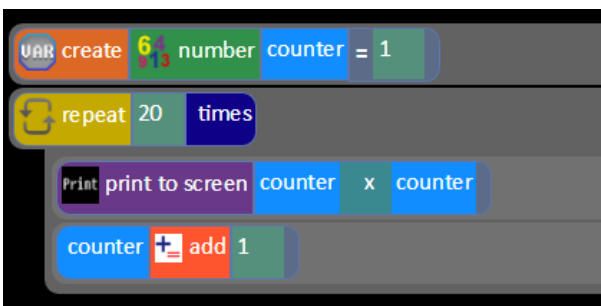 VAR create 6 4 9 1 3 number counter = 1
repeat 20 times
Print print to screen counter x counter
counter += add 1